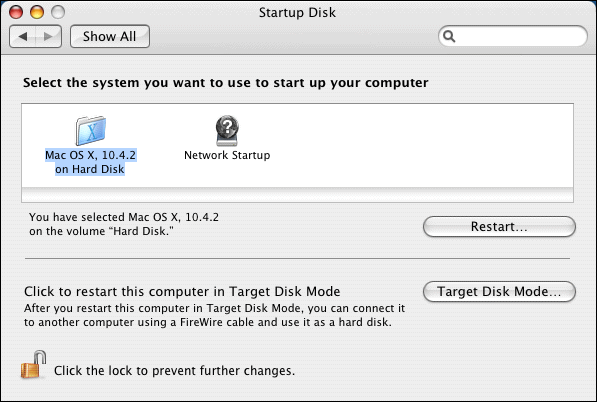 Startup Disk
Show All
Select the system you want to use to start up your computer
Mac OS X, 10.4.2
on Hard Disk
Network Startup
You have selected Mac OS X, 10.4.2
on the volume “Hard Disk.”
Restart...
Click to restart this computer in Target Disk Mode
After you restart this computer in Target Disk Mode, you can connect it
to another computer using a FireWire cable and use it as a hard disk.
Target Disk Mode...
Click the lock to prevent further changes.